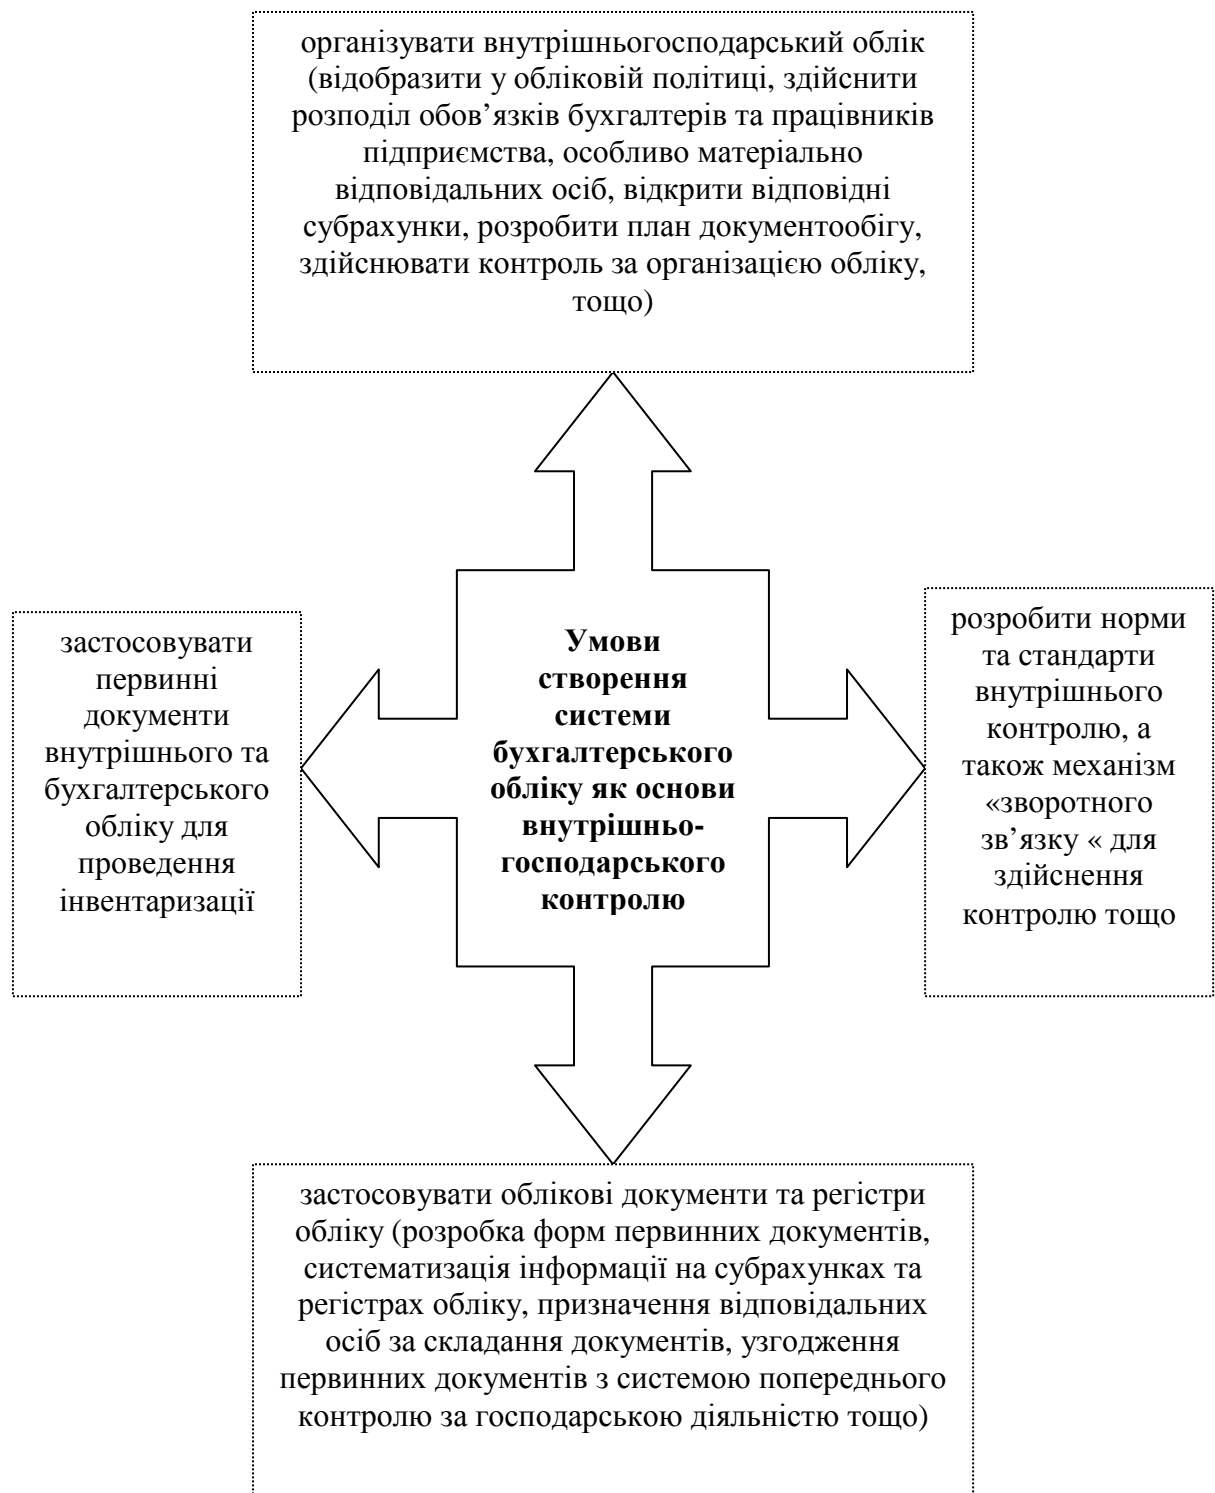 організувати внутрішньогосподарський облік
(відобразити у обліковій політиці, здійснити
розподіл обов’язків бухгалтерів та працівників
підприємства, особливо матеріально
відповідальних осіб, відкрити відповідні
субрахунки, розробити план документообігу,
здійснювати контроль за організацією обліку,
тощо)
застосовувати
первинні
документи
внутрішнього та
бухгалтерського
обліку для
проведення
інвентаризації
Умови
створення
системи
бухгалтерського
обліку як основи
внутрішньо-
господарського
контролю
розробити норми
та стандарти
внутрішнього
контролю, а
також механізм
«зворотного
зв’язку « для
здійснення
контролю тощо
застосовувати облікові документи та регістри
обліку (розробка форм первинних документів,
систематизація інформації на субрахунках та
регістрах обліку, призначення відповідальних
осіб за складання документів, узгодження
первинних документів з системою попереднього
контролю за господарською діяльністю тощо)